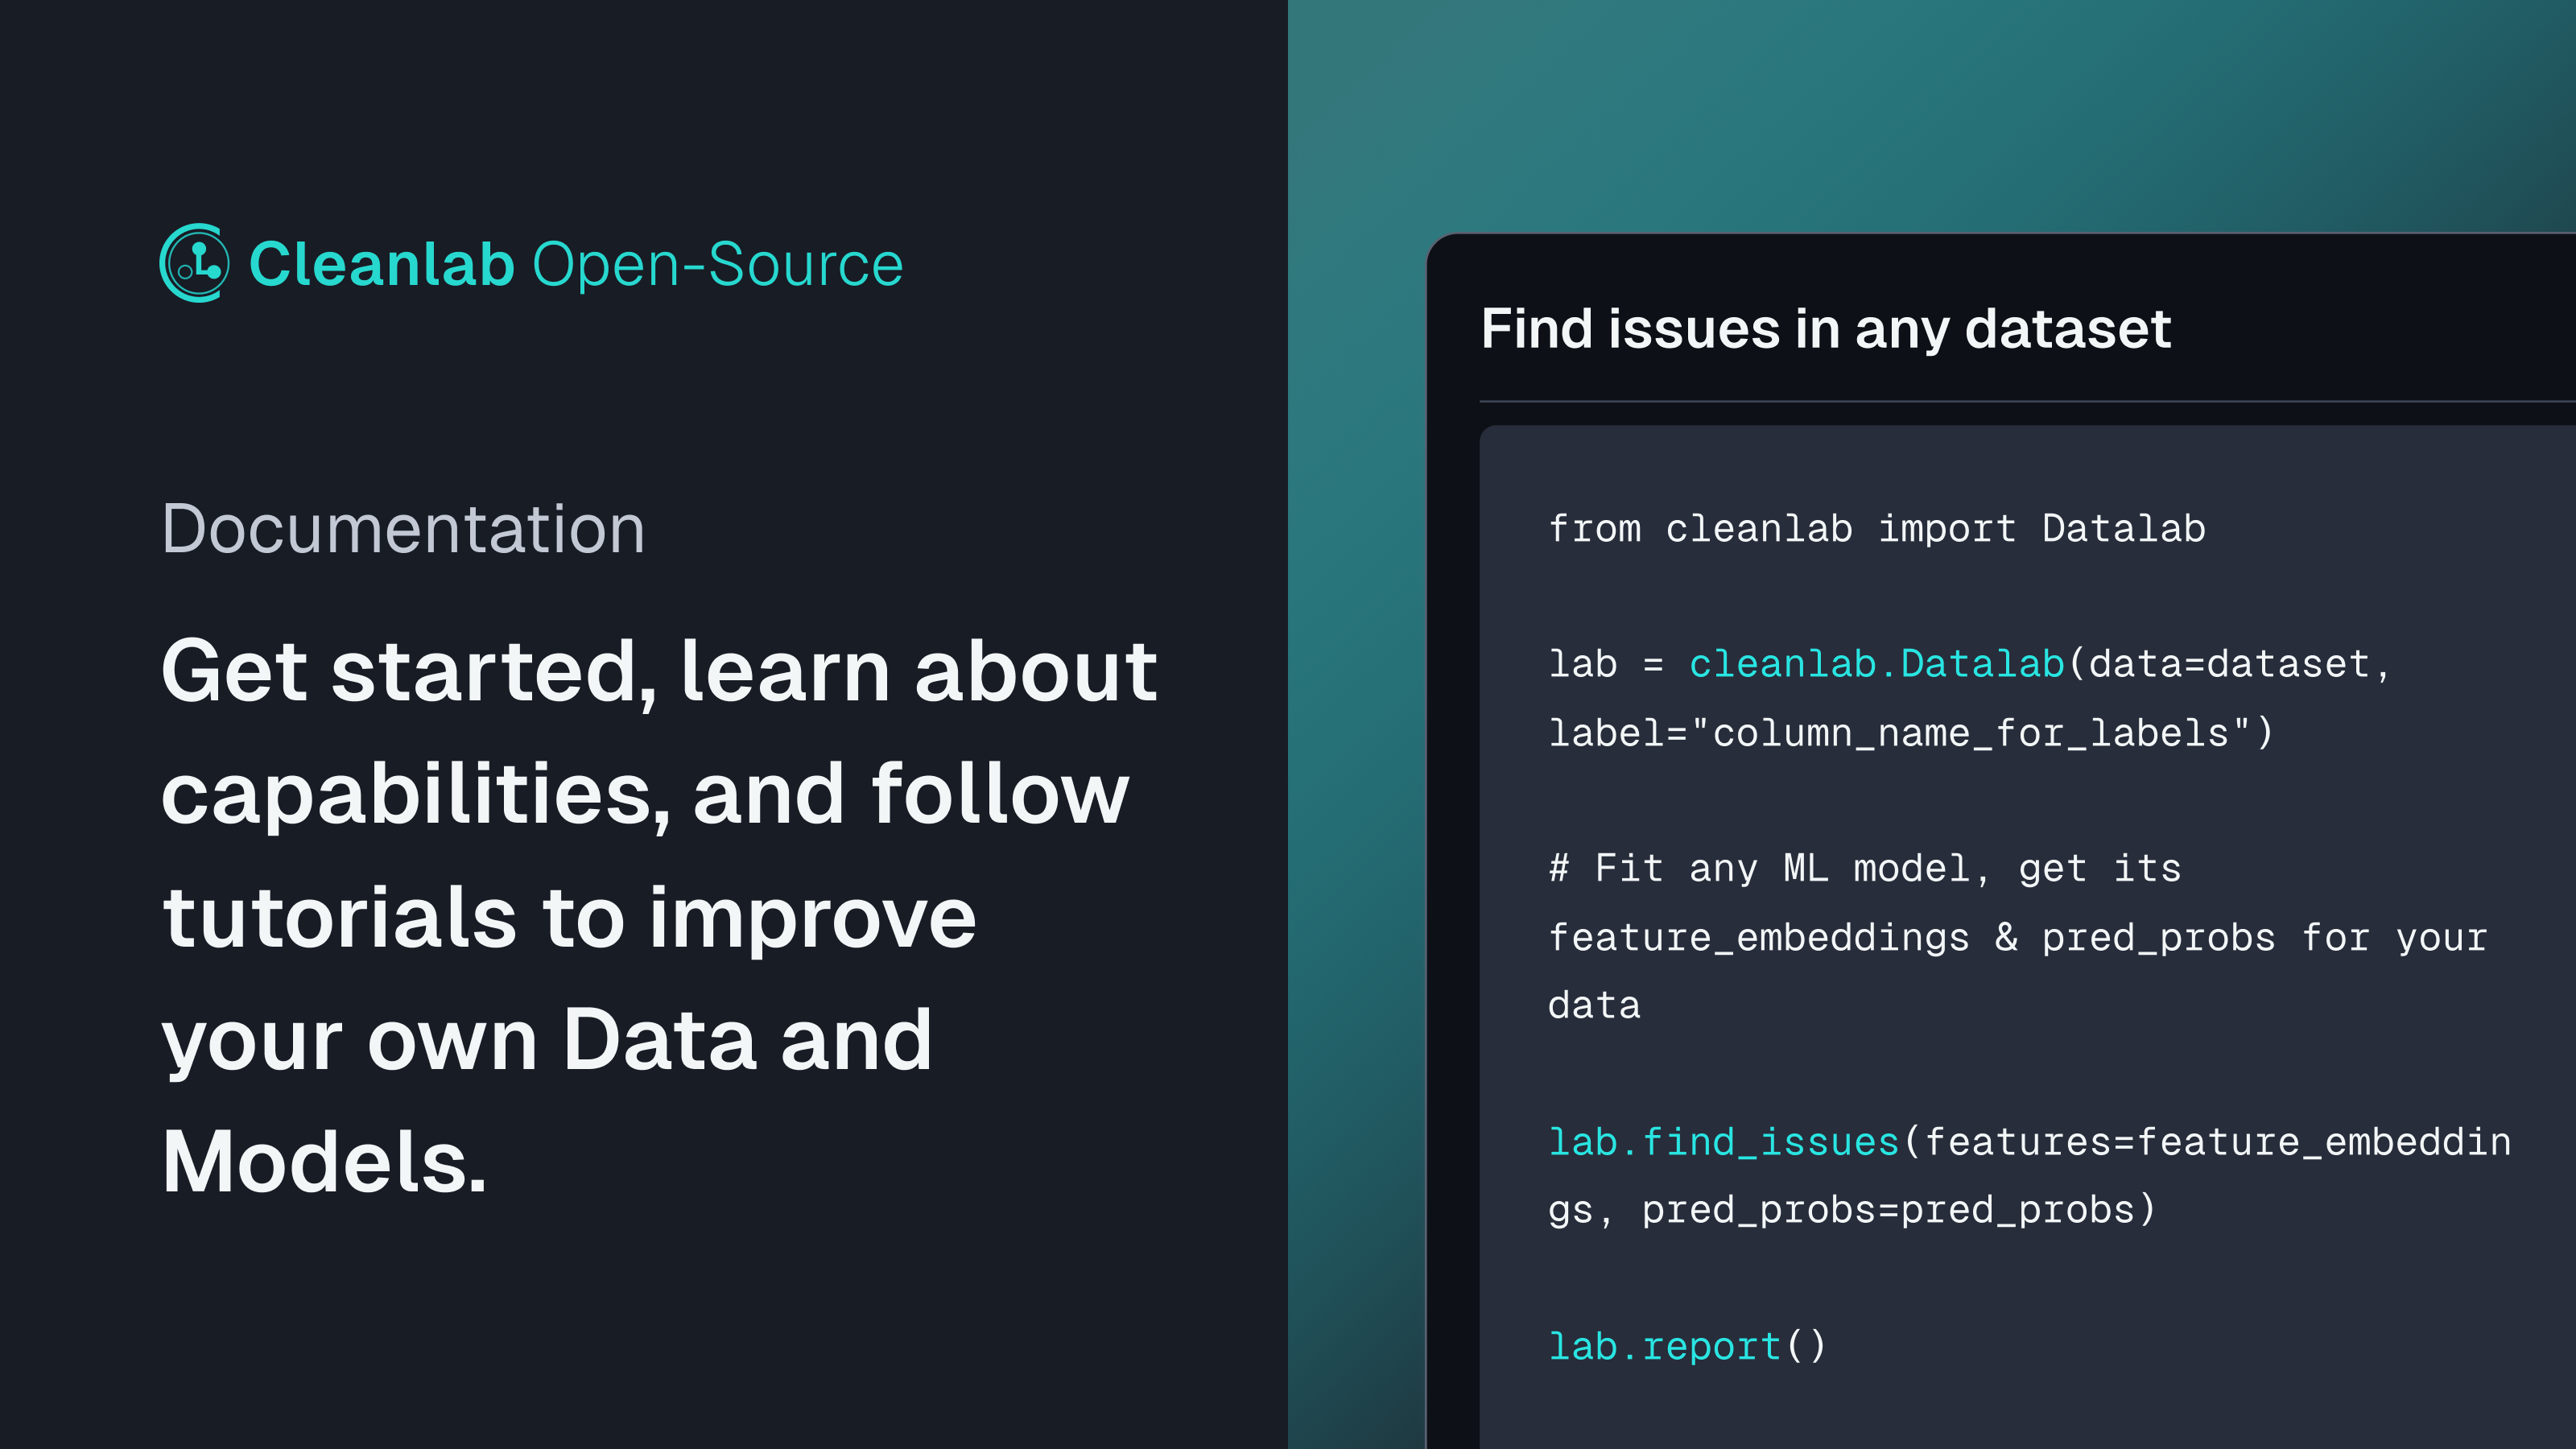 Cleanlab Open-Source
Documentation
Get started, learn about
capabilities, and follow
tutorials to improve
your own Data and
Models.
Find issues in any dataset
from cleanlab import Datalab
lab = cleanlab.Datalab(data=dataset,
label="column_name_for_labels")
# Fit any ML model, get its
feature_embeddings & pred_probs for your
data
lab.find_issues(features=feature_embeddin
gs, pred_probs=pred_probs)
lab.report()